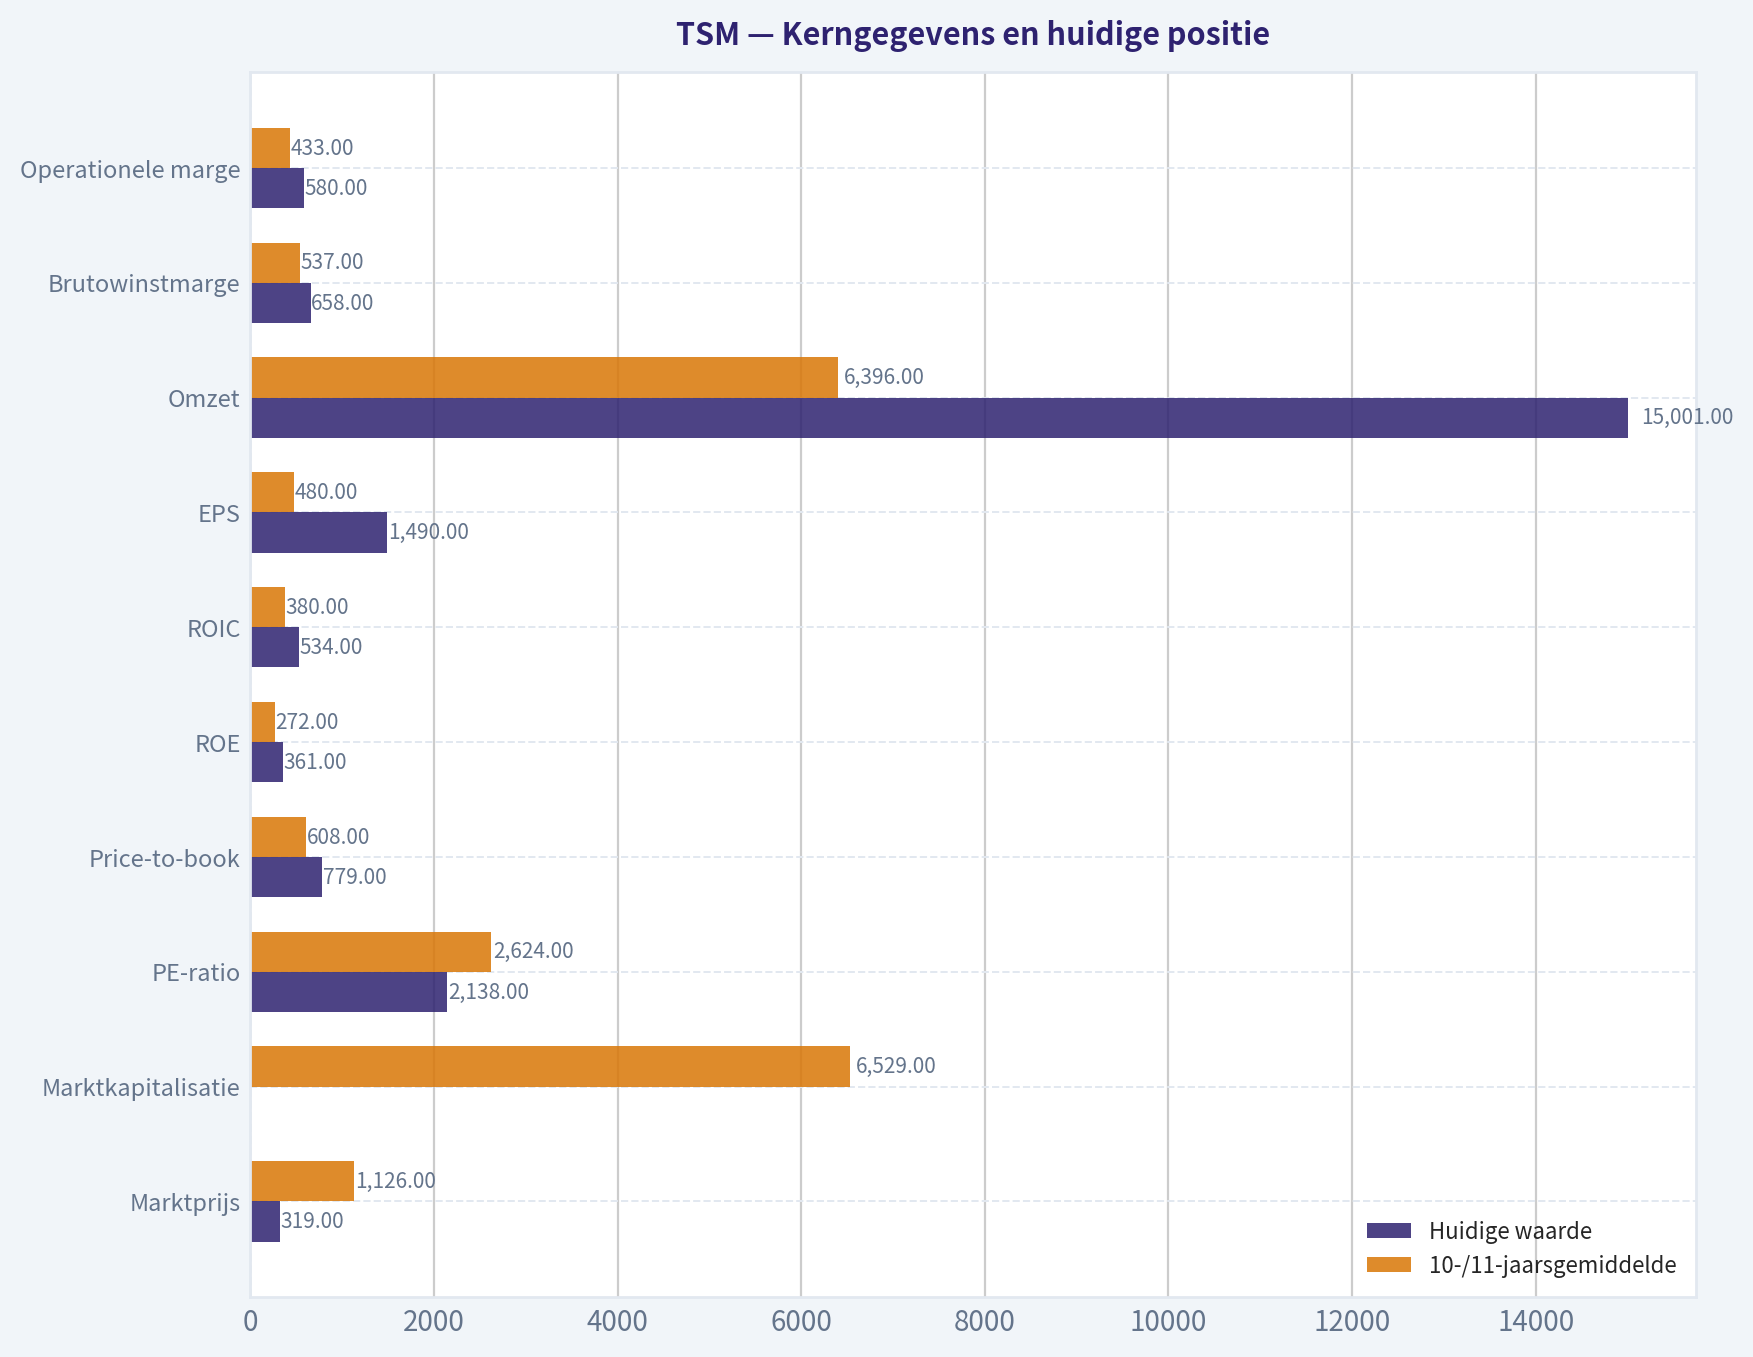 TSM — Kerngegevens en huidige positie
Operationele marge
433.00
580.00
Brutowinstmarge
537.00
658.00
Omzet
6,396.00
15,001.00
EPS
480.00
1,490.00
ROIC
380.00
534.00
ROE
272.00
361.00
Price-to-book
608.00
779.00
PE-ratio
2,624.00
2,138.00
Marktkapitalisatie
6,529.00
Marktprijs
1,126.00
319.00
Huidige waarde
10-/11-jaarsgemiddelde
0 2000 4000 6000 8000 10000 12000 14000